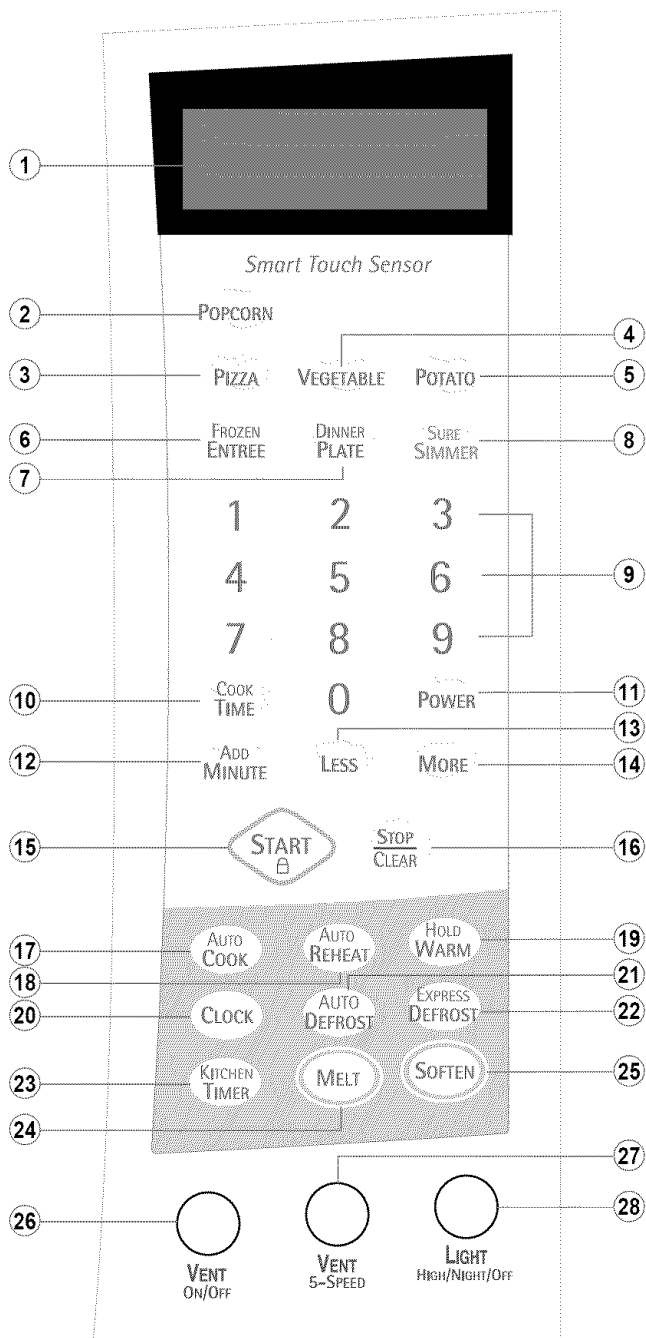 1
Smart Touch Sensor
2 POPCORN
4
3 PIZZA VEGETABLE POTATO 5
6 FROZEN ENTREE DINNER PLATE SURE SIMMER 8
7
1 2 3
4 5 6 9
7 8 9
10 COOK TIME 0 POWER 11
13
12 ADD MINUTE LESS MORE 14
15 START STOP CLEAR 16
17 AUTO COOK AUTO REHEAT HOLD WARM 19
18 21
20 CLOCK AUTO DEFROST EXPRESS DEFROST 22
23 KITCHEN TIMER MELT SOFTEN 25
24
27
26 28
VENT ON/OFF VENT 5-SPEED LIGHT HIGH/NIGHT/OFF